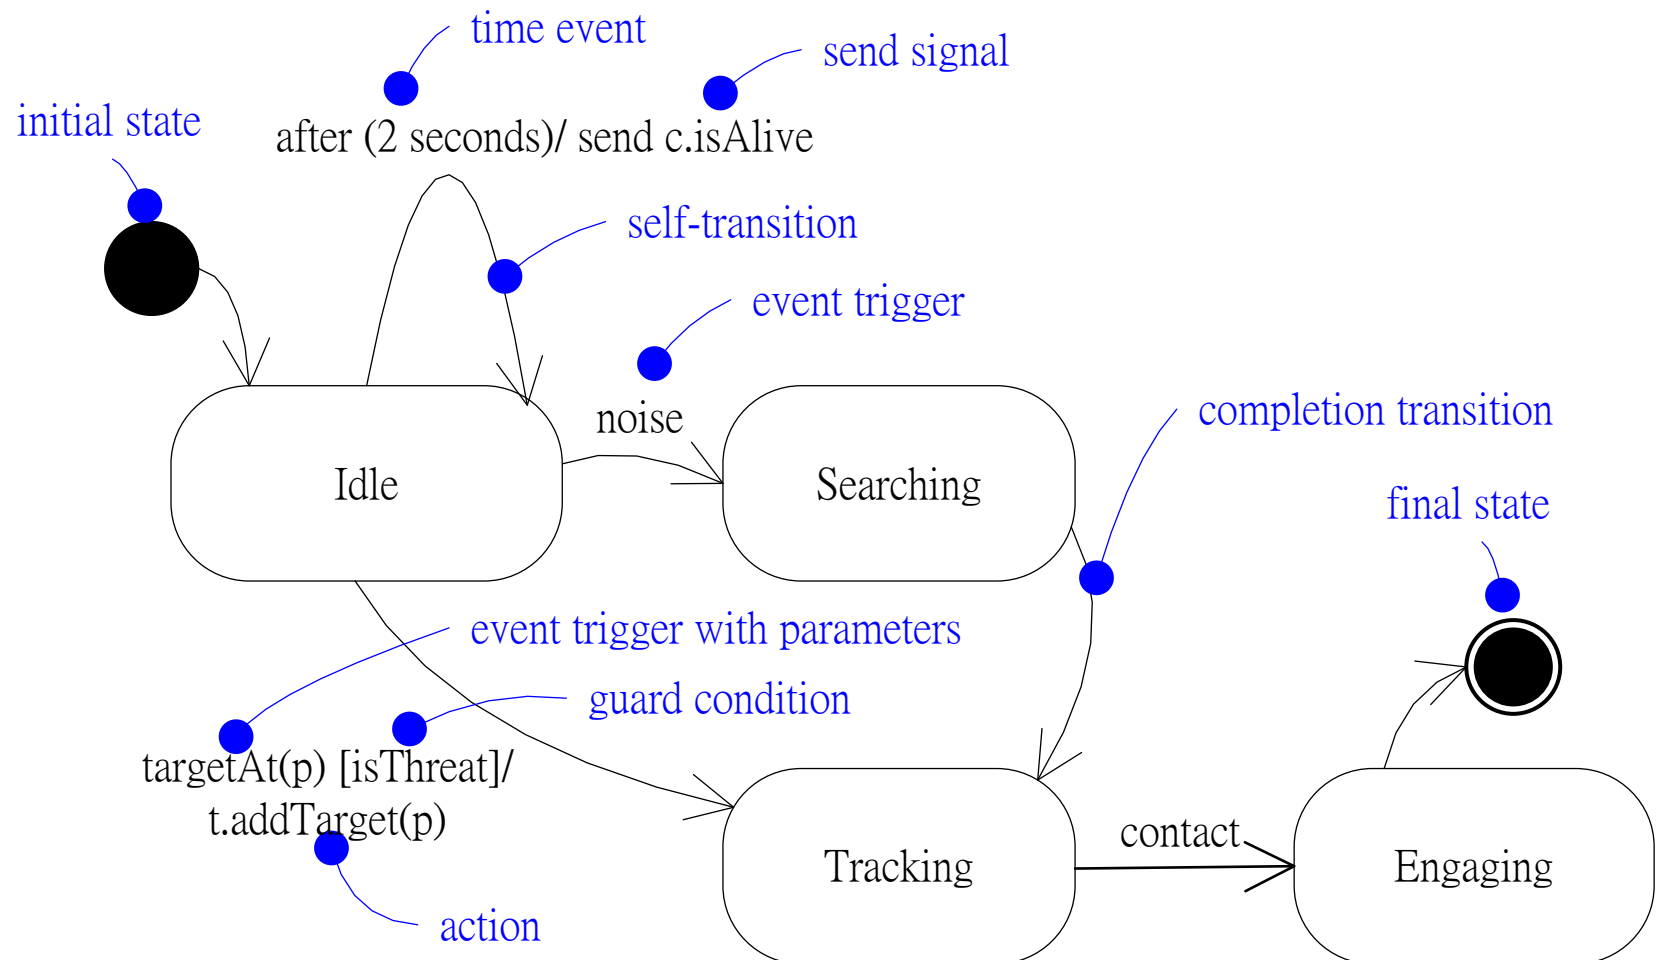 time event
send signal
initial state
after (2 seconds)/ send c.isAlive
self-transition
event trigger
noise
completion transition
Idle
Searching
final state
event trigger with parameters
guard condition
targetAt(p) [isThreat]/
t.addTarget(p)
contact
Tracking
Engaging
action